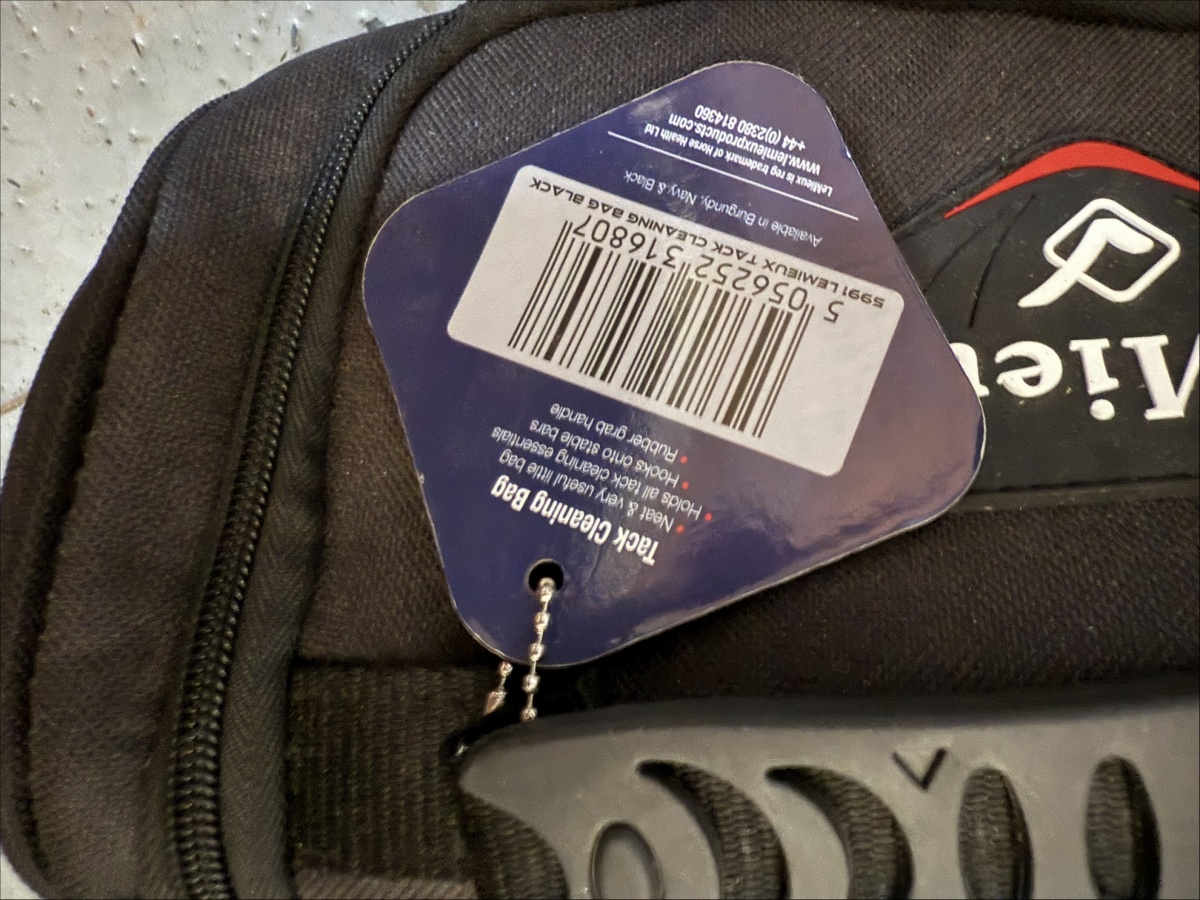 Tack Cleaning Bag
• Neat & very useful little bag
• Holds all tack cleaning essentials
• Hooks onto stable bars
• Rubber grab handle
5 056252 316807
5991 LEMIEUX TACK CLEANING BAG BLACK
Available in Burgundy, Navy & Black
LeMieux is reg trademark of Horse Health Ltd
www.lemieuxproducts.com
+44 (0)2380 814360